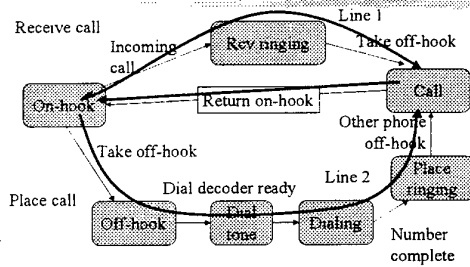 Receive call
Line 1
Incoming
call
Rcv ringing
Take off-hook
On-hook
Call
Return on-hook
Other phone
off-hook
Take off-hook
Dial decoder ready
Line 2
Place
ringing
Place call
Off-hook
Dial
tone
Dialing
Number
complete